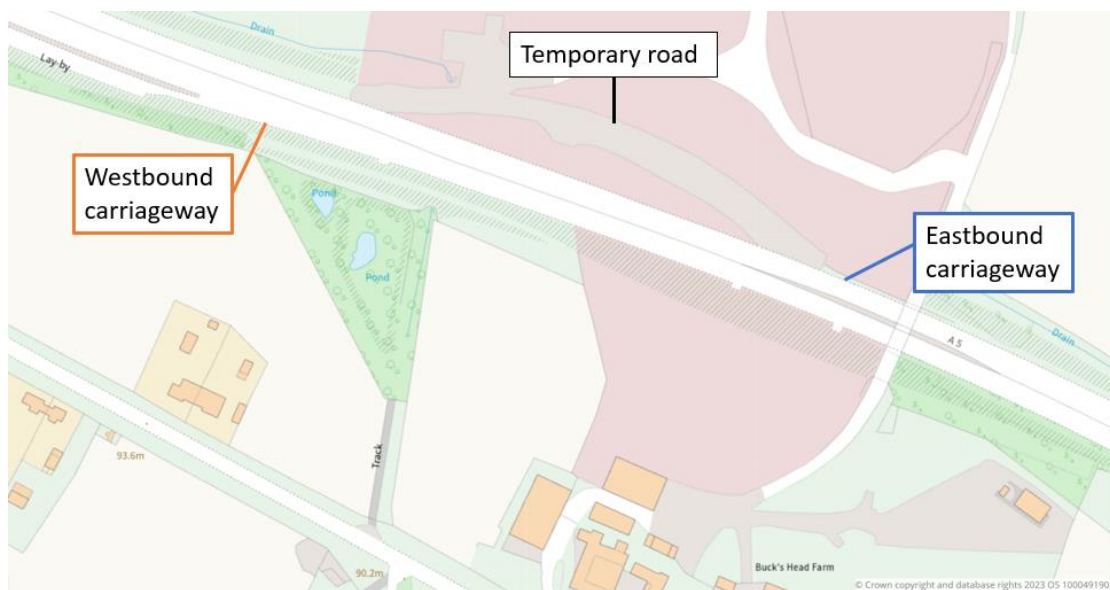 Drain
Lay-by
Temporary road
Westbound
carriageway
Pond
Pond
Eastbound
carriageway
A 5
Drain
Track
93.6m
90.2m
Buck's Head Farm
© Crown copyright and database rights 2023 OS 100049190.